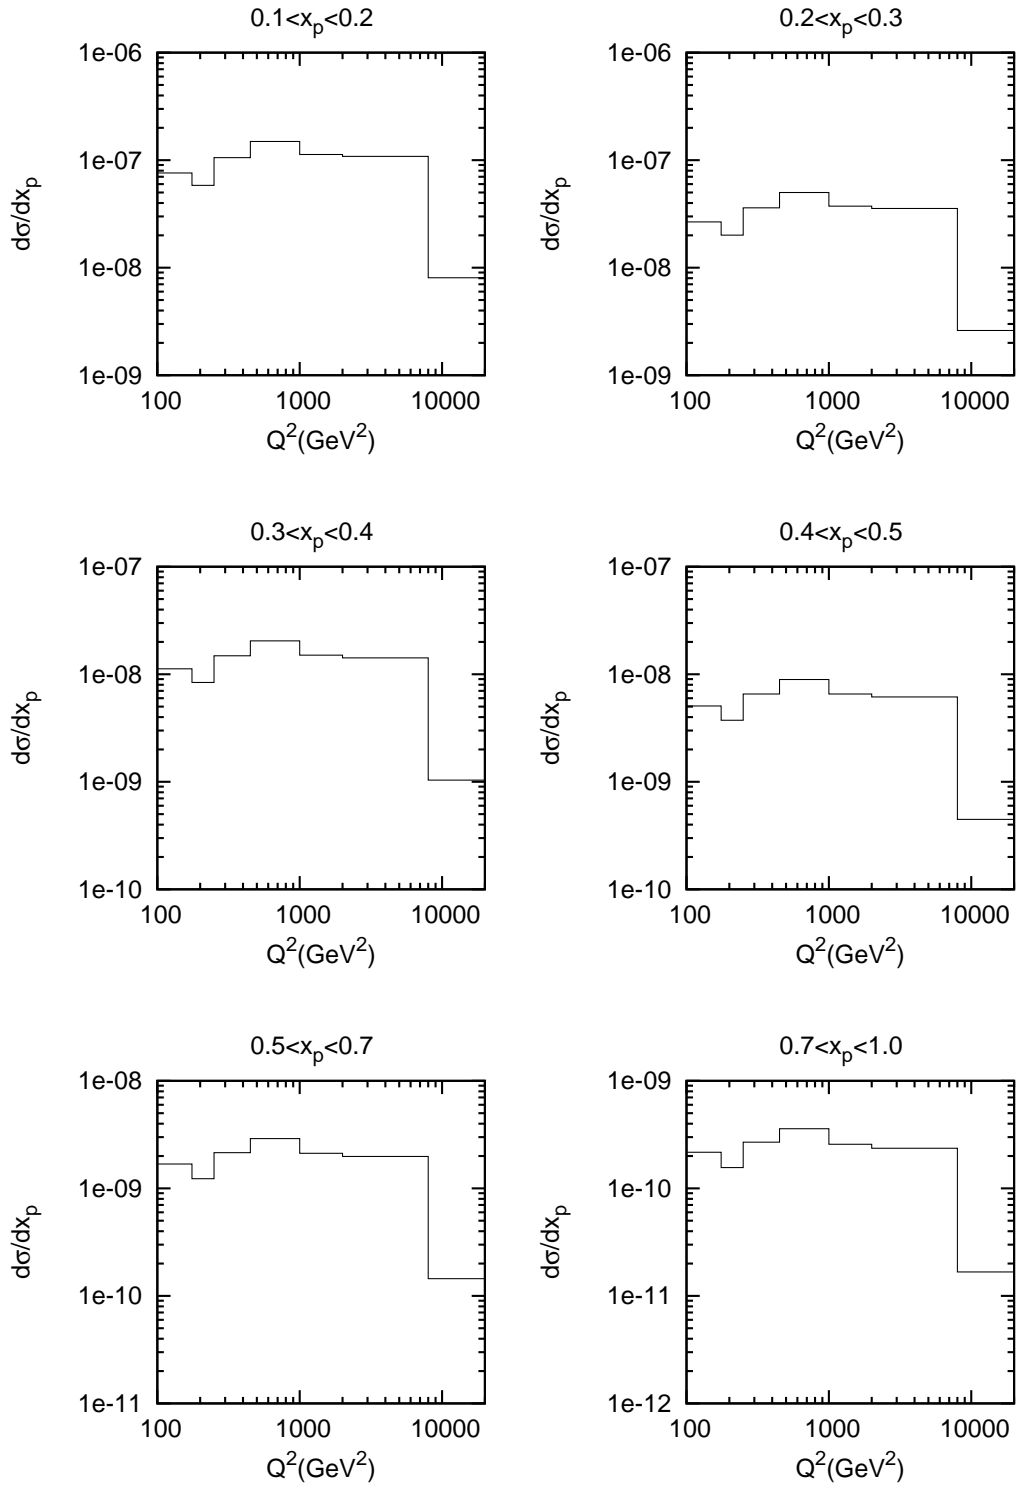 0.1<x_p<0.2
1e-06
1e-07
1e-08
1e-09
dσ/dx_p
100 1000 10000
Q^2(GeV^2)
0.2<x_p<0.3
1e-06
1e-07
1e-08
1e-09
dσ/dx_p
100 1000 10000
Q^2(GeV^2)
0.3<x_p<0.4
1e-07
1e-08
1e-09
1e-10
dσ/dx_p
100 1000 10000
Q^2(GeV^2)
0.4<x_p<0.5
1e-07
1e-08
1e-09
1e-10
dσ/dx_p
100 1000 10000
Q^2(GeV^2)
0.5<x_p<0.7
1e-08
1e-09
1e-10
1e-11
dσ/dx_p
100 1000 10000
Q^2(GeV^2)
0.7<x_p<1.0
1e-09
1e-10
1e-11
1e-12
dσ/dx_p
100 1000 10000
Q^2(GeV^2)